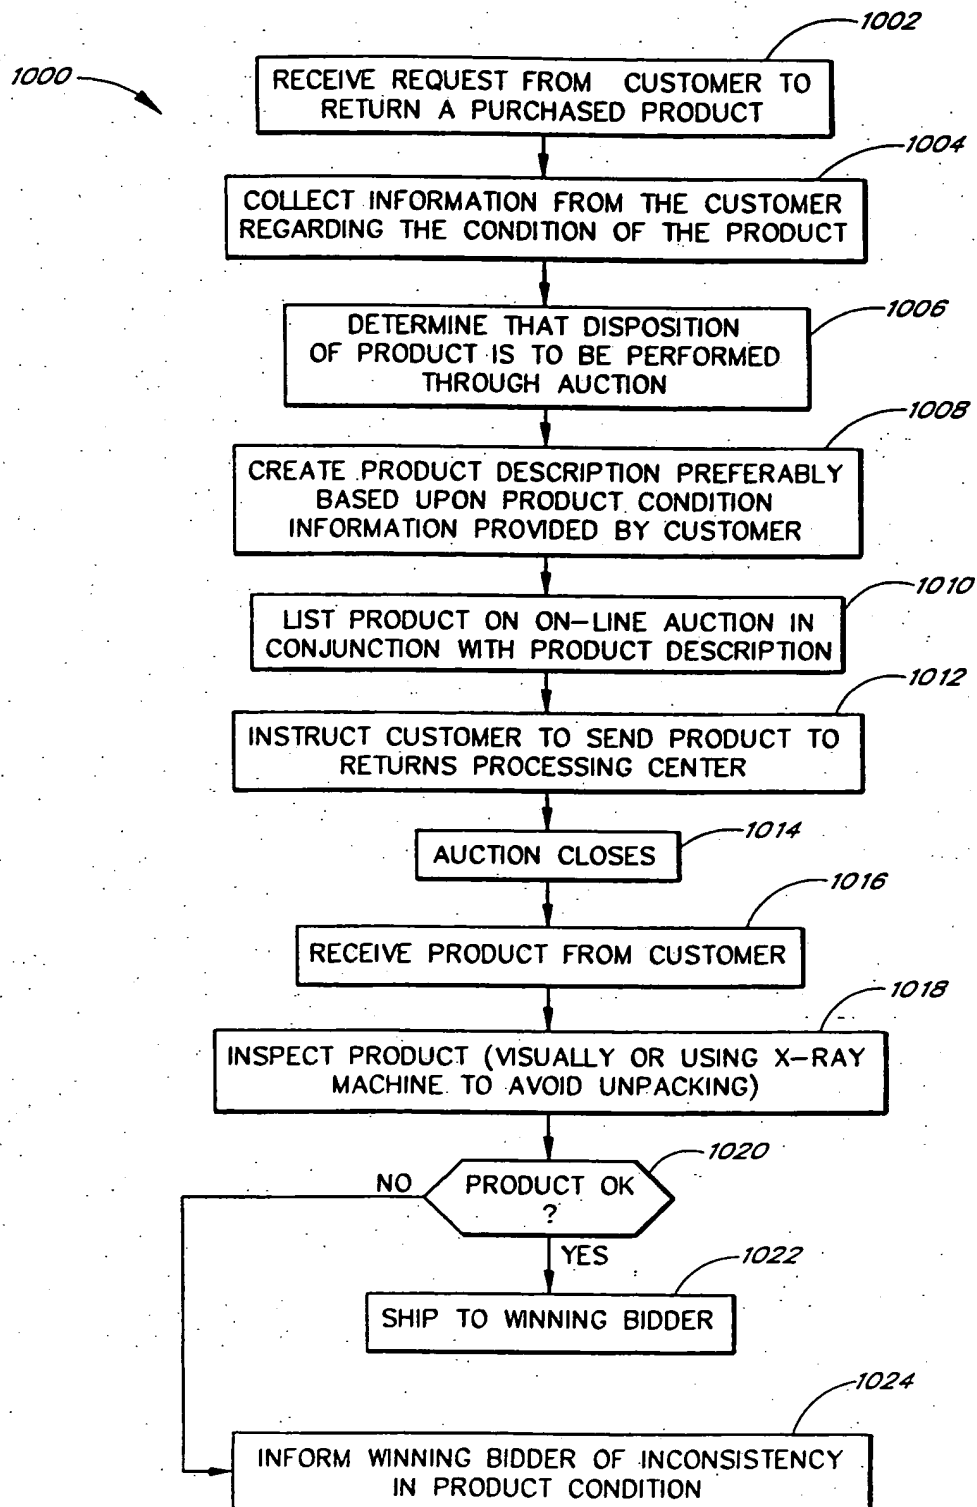 1002
1000
RECEIVE REQUEST FROM CUSTOMER TO
RETURN A PURCHASED PRODUCT
1004
COLLECT INFORMATION FROM THE CUSTOMER
REGARDING THE CONDITION OF THE PRODUCT
1006
DETERMINE THAT DISPOSITION
OF PRODUCT IS TO BE PERFORMED
THROUGH AUCTION
1008
CREATE PRODUCT DESCRIPTION PREFERABLY
BASED UPON PRODUCT CONDITION
INFORMATION PROVIDED BY CUSTOMER
1010
LIST PRODUCT ON ON-LINE AUCTION IN
CONJUNCTION WITH PRODUCT DESCRIPTION
1012
INSTRUCT CUSTOMER TO SEND PRODUCT TO
RETURNS PROCESSING CENTER
1014
AUCTION CLOSES
1016
RECEIVE PRODUCT FROM CUSTOMER
1018
INSPECT PRODUCT (VISUALLY OR USING X-RAY
MACHINE TO AVOID UNPACKING)
1020
NO
PRODUCT OK
?
YES
1022
SHIP TO WINNING BIDDER
1024
INFORM WINNING BIDDER OF INCONSISTENCY
IN PRODUCT CONDITION